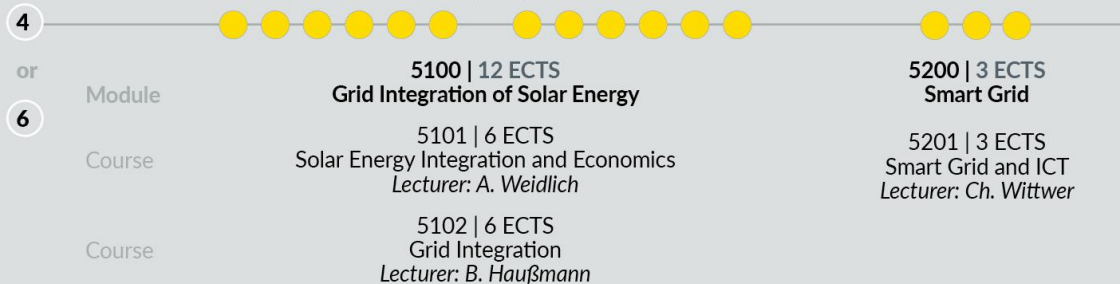 4
or
6
Module
5100 | 12 ECTS
Grid Integration of Solar Energy
5200 | 3 ECTS
Smart Grid
Course
5101 | 6 ECTS
Solar Energy Integration and Economics
Lecturer: A. Weidlich
5201 | 3 ECTS
Smart Grid and ICT
Lecturer: Ch. Wittwer
Course
5102 | 6 ECTS
Grid Integration
Lecturer: B. Haußmann